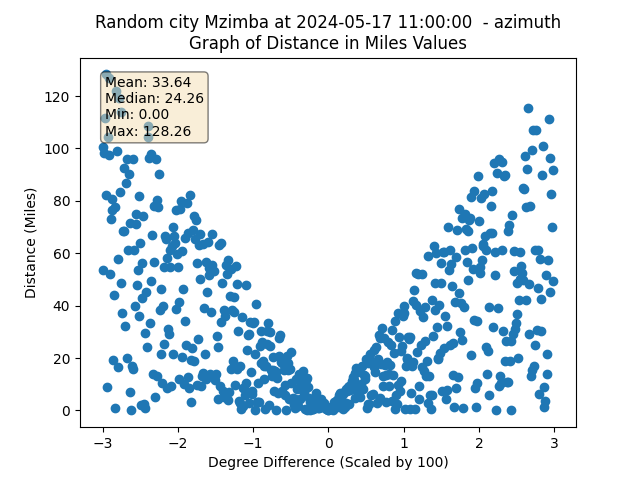 Random city Mzimba at 2024-05-17 11:00:00  - azimuth
Graph of Distance in Miles Values
Mean: 33.64
Median: 24.26
Min: 0.00
Max: 128.26
Distance (Miles)
120
100
80
60
40
20
0
−3 −2 −1 0 1 2 3
Degree Difference (Scaled by 100)